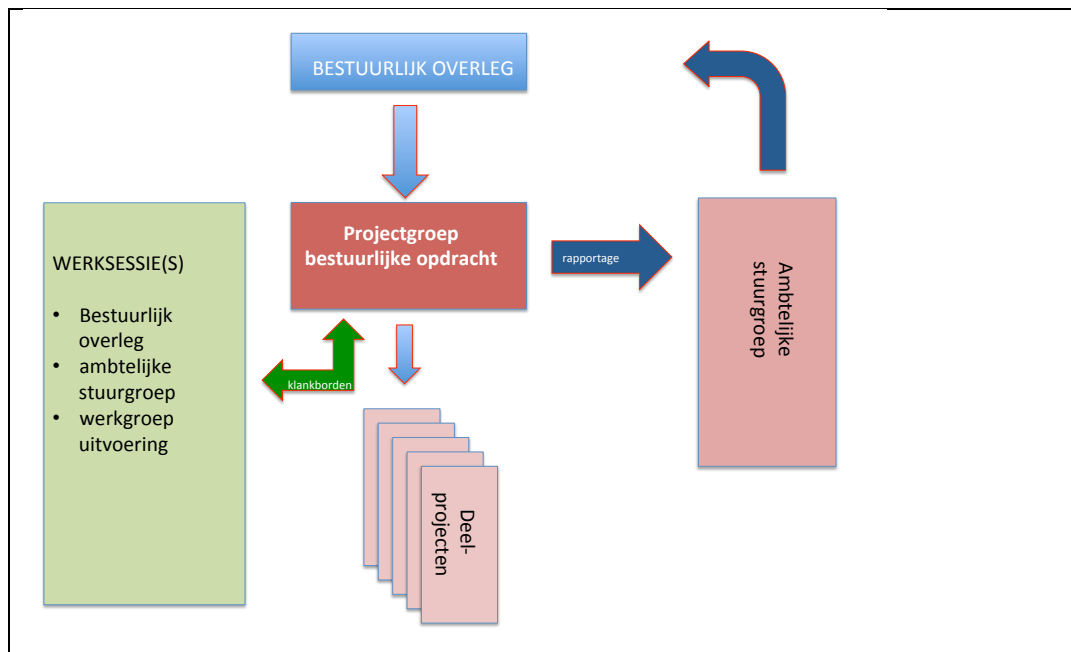 BESTUURLIJK OVERLEG
Projectgroep
bestuurlijke opdracht
WERKSESSIE(S)
• Bestuurlijk
overleg
• ambtelijke
stuurgroep
• werkgroep
uitvoering
rapportage
Ambtelijke
stuurgroep
klankborden
Deel-
projecten